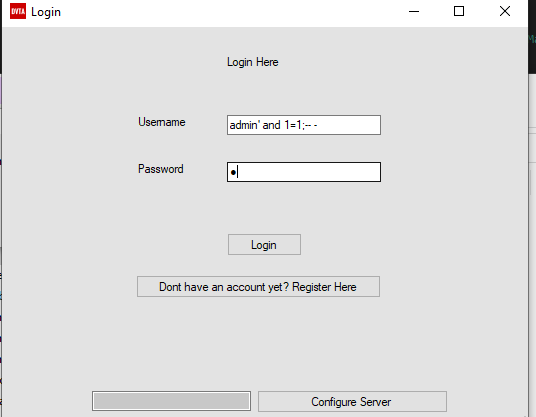 DVTA Login
Login Here
Username admin' and 1=1;-- -
Password ●
Login
Dont have an account yet? Register Here
Configure Server